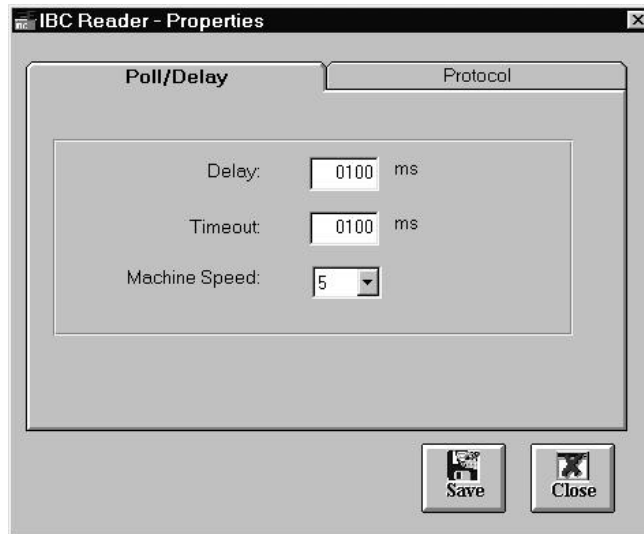 IBC Reader - Properties
Poll/Delay Protocol
Delay: 0100 ms
Timeout: 0100 ms
Machine Speed: 5
Save Close